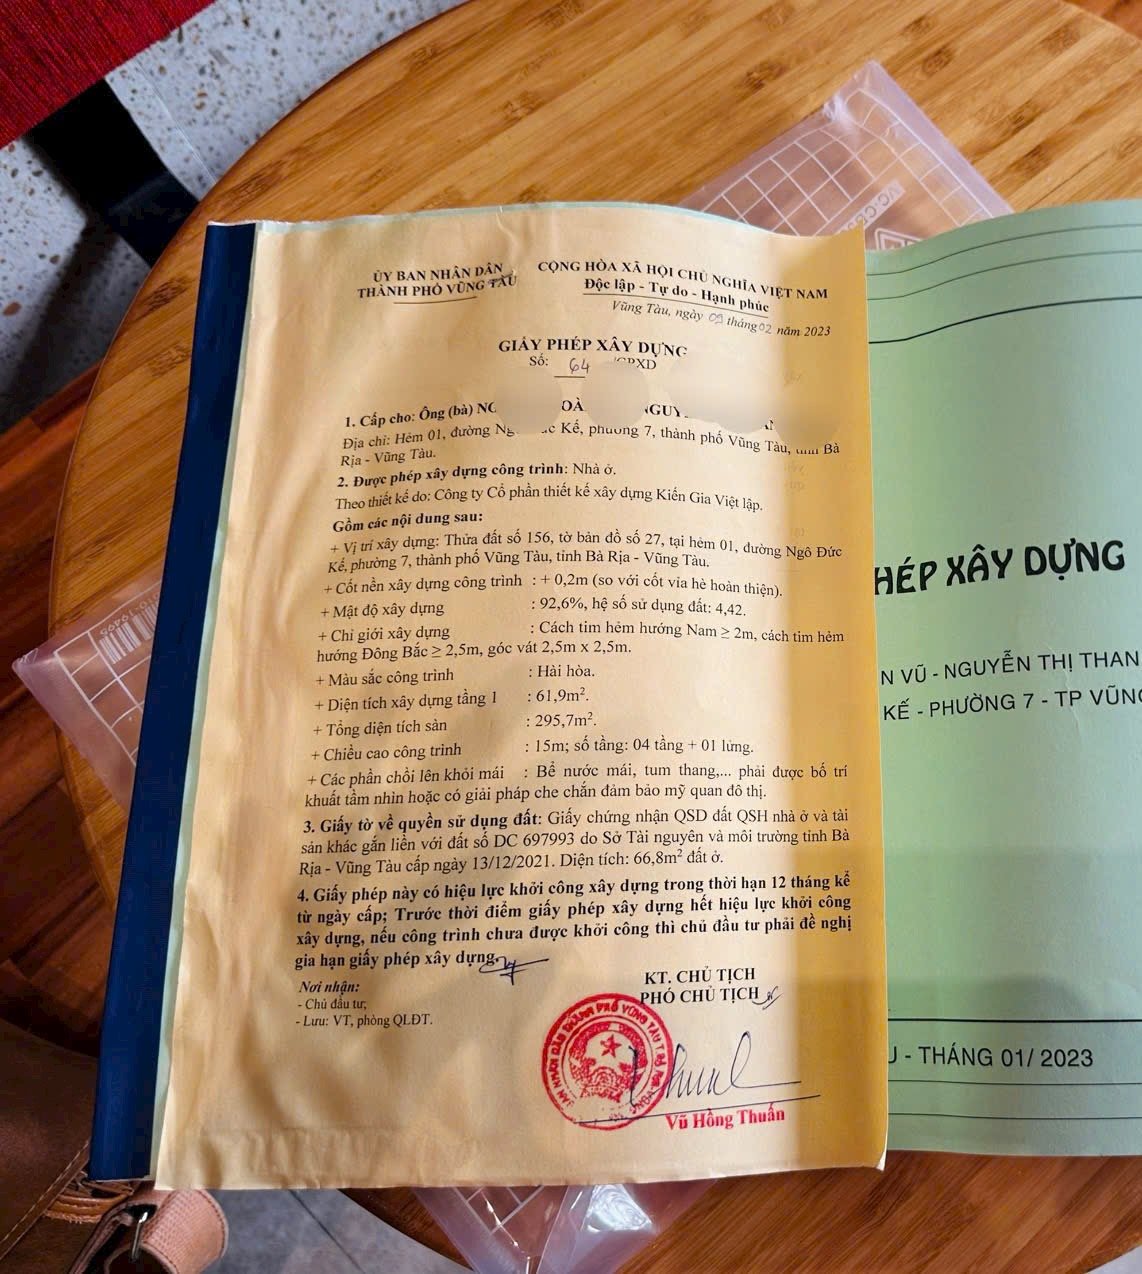 ỦY BAN NHÂN DÂN
THÀNH PHỐ VŨNG TÀU
CỘNG HÒA XÃ HỘI CHỦ NGHĨA VIỆT NAM
Độc lập - Tự do - Hạnh phúc
Vũng Tàu, ngày 09 tháng 02 năm 2023
GIẤY PHÉP XÂY DỰNG
Số: 64 /GPXD
1. Cấp cho: Ông (bà)
Địa chỉ: Hẻm 01, đường Kế, phường 7, thành phố Vũng Tàu, tỉnh Bà
Rịa - Vũng Tàu.
2. Được phép xây dựng công trình: Nhà ở.
Theo thiết kế do: Công ty Cổ phần thiết kế xây dựng Kiến Gia Việt lập.
Gồm các nội dung sau:
+ Vị trí xây dựng: Thửa đất số 156, tờ bản đồ số 27, tại hẻm 01, đường Ngô Đức
Kế, phường 7, thành phố Vũng Tàu, tỉnh Bà Rịa - Vũng Tàu.
+ Cốt nền xây dựng công trình : + 0,2m (so với cốt vỉa hè hoàn thiện).
+ Mật độ xây dựng : 92,6%, hệ số sử dụng đất: 4,42.
+ Chỉ giới xây dựng : Cách tim hẻm hướng Nam ≥ 2m, cách tim hẻm
hướng Đông Bắc ≥ 2,5m, góc vát 2,5m x 2,5m.
+ Màu sắc công trình : Hài hòa.
+ Diện tích xây dựng tầng 1 : 61,9m².
+ Tổng diện tích sàn : 295,7m².
+ Chiều cao công trình : 15m; số tầng: 04 tầng + 01 lửng.
+ Các phần chồi lên khỏi mái : Bể nước mái, tum thang,... phải được bố trí
khuất tầm nhìn hoặc có giải pháp che chắn đảm bảo mỹ quan đô thị.
3. Giấy tờ về quyền sử dụng đất: Giấy chứng nhận QSD đất QSH nhà ở và tài
sản khác gắn liền với đất số DC 697993 do Sở Tài nguyên và môi trường tỉnh Bà
Rịa - Vũng Tàu cấp ngày 13/12/2021. Diện tích: 66,8m² đất ở.
4. Giấy phép này có hiệu lực khởi công xây dựng trong thời hạn 12 tháng kể
từ ngày cấp; Trước thời điểm giấy phép xây dựng hết hiệu lực khởi công
xây dựng, nếu công trình chưa được khởi công thì chủ đầu tư phải đề nghị
gia hạn giấy phép xây dựng.
Nơi nhận:
- Chủ đầu tư;
- Lưu: VT, phòng QLĐT.
KT. CHỦ TỊCH
PHÓ CHỦ TỊCH
Vũ Hồng Thuấn
HÉP XÂY DỰNG
N VŨ - NGUYỄN THỊ THAN
KẾ - PHƯỜNG 7 - TP VŨNG
U - THÁNG 01/ 2023